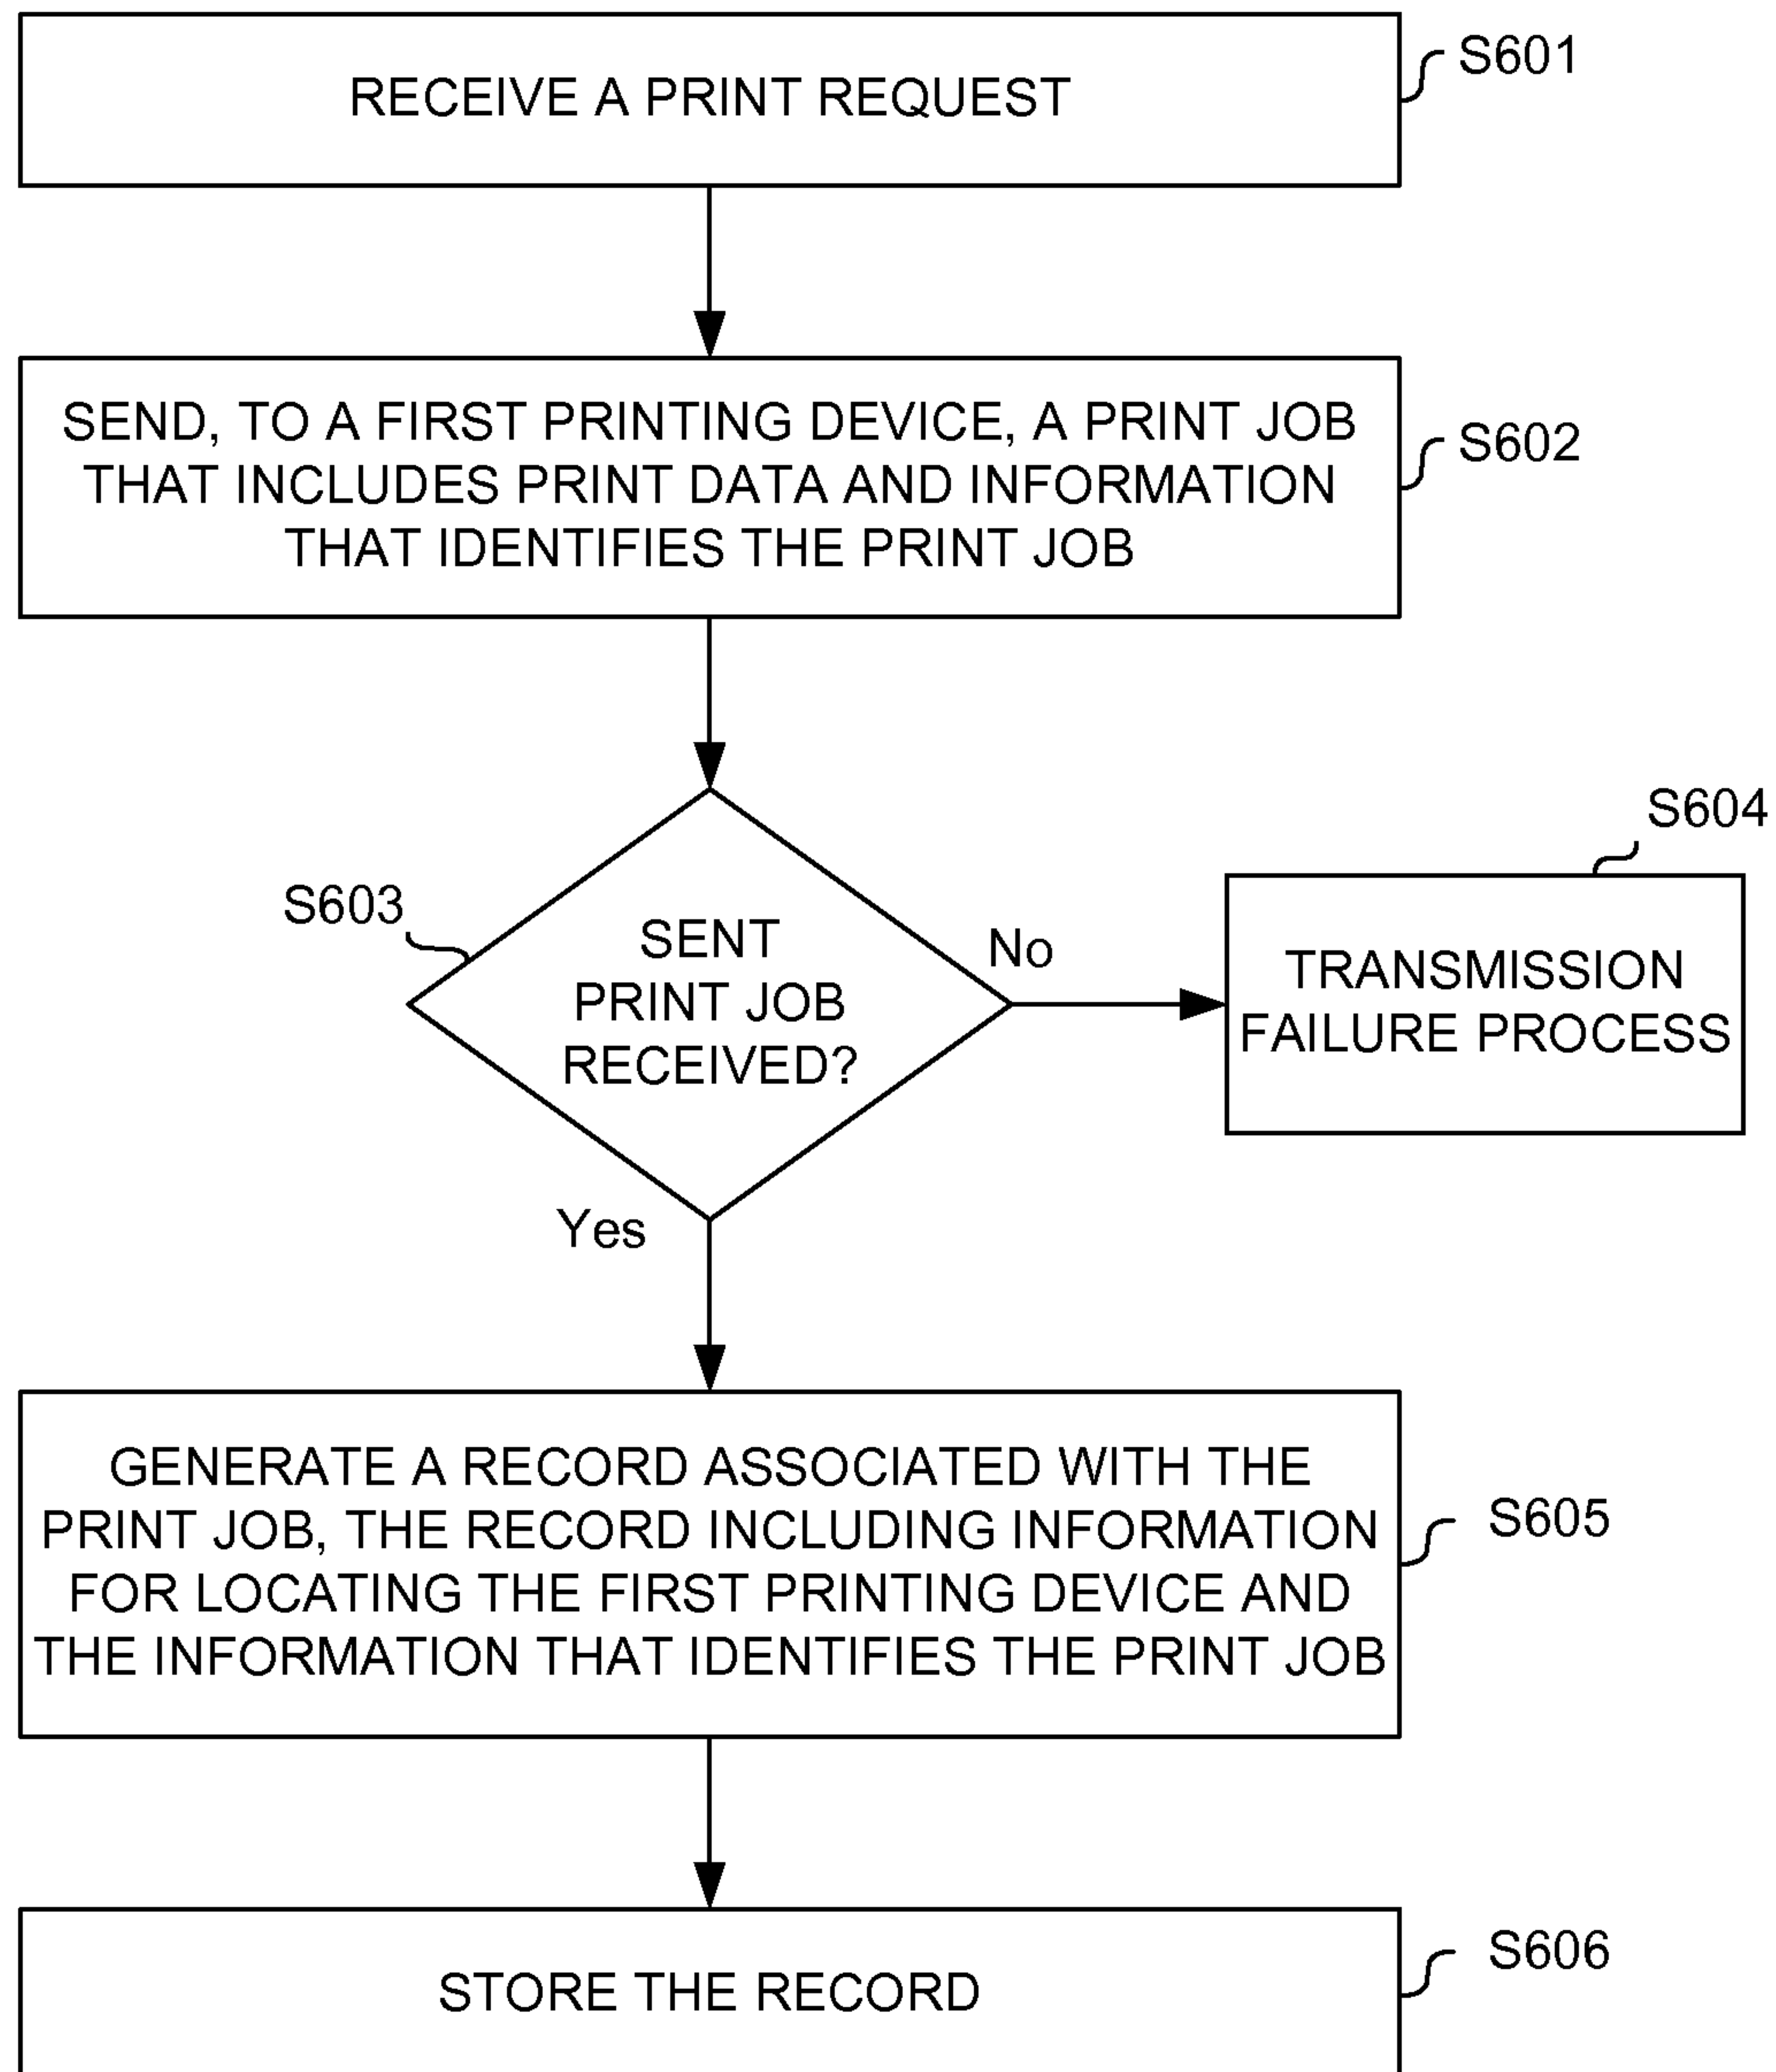 RECEIVE A PRINT REQUEST
S601
SEND, TO A FIRST PRINTING DEVICE, A PRINT JOB
THAT INCLUDES PRINT DATA AND INFORMATION
THAT IDENTIFIES THE PRINT JOB
S602
S603
SENT
PRINT JOB
RECEIVED?
No
S604
TRANSMISSION
FAILURE PROCESS
Yes
GENERATE A RECORD ASSOCIATED WITH THE
PRINT JOB, THE RECORD INCLUDING INFORMATION
FOR LOCATING THE FIRST PRINTING DEVICE AND
THE INFORMATION THAT IDENTIFIES THE PRINT JOB
S605
STORE THE RECORD
S606